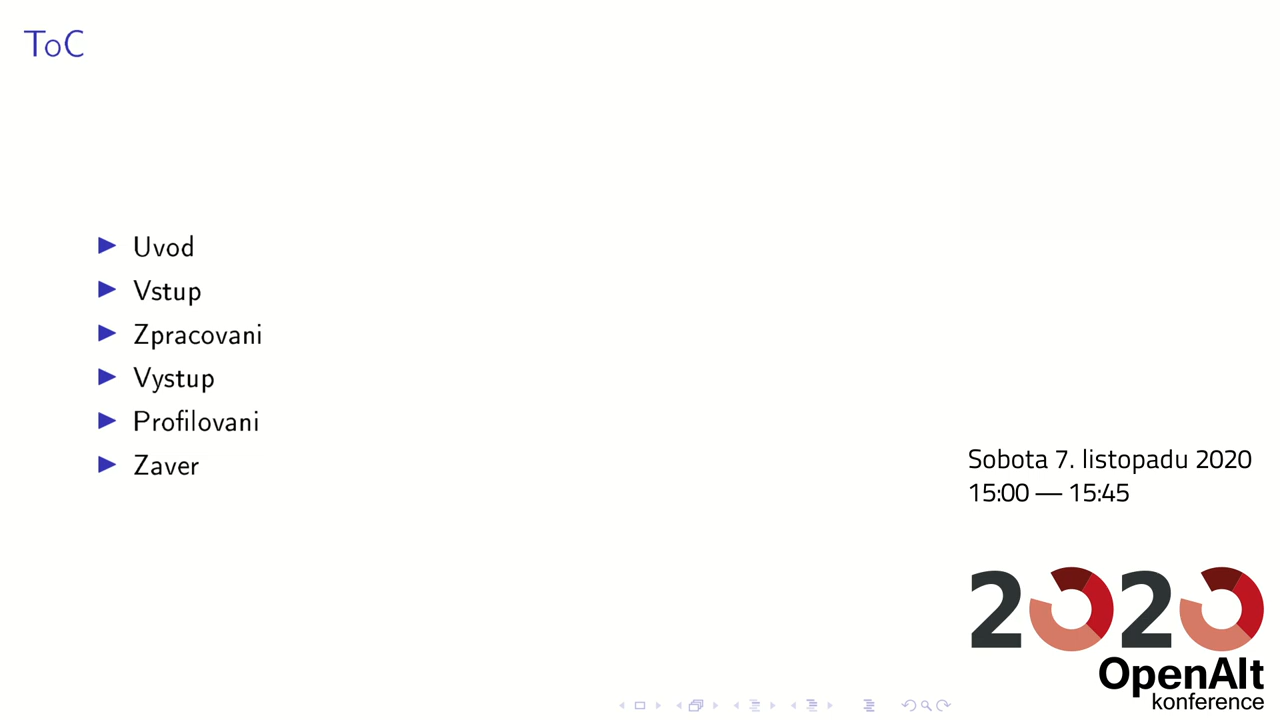 ToC
Uvod
Vstup
Zpracovani
Vystup
Profilovani
Zaver
Sobota 7. listopadu 2020
15:00 — 15:45
2020
OpenAlt
konference